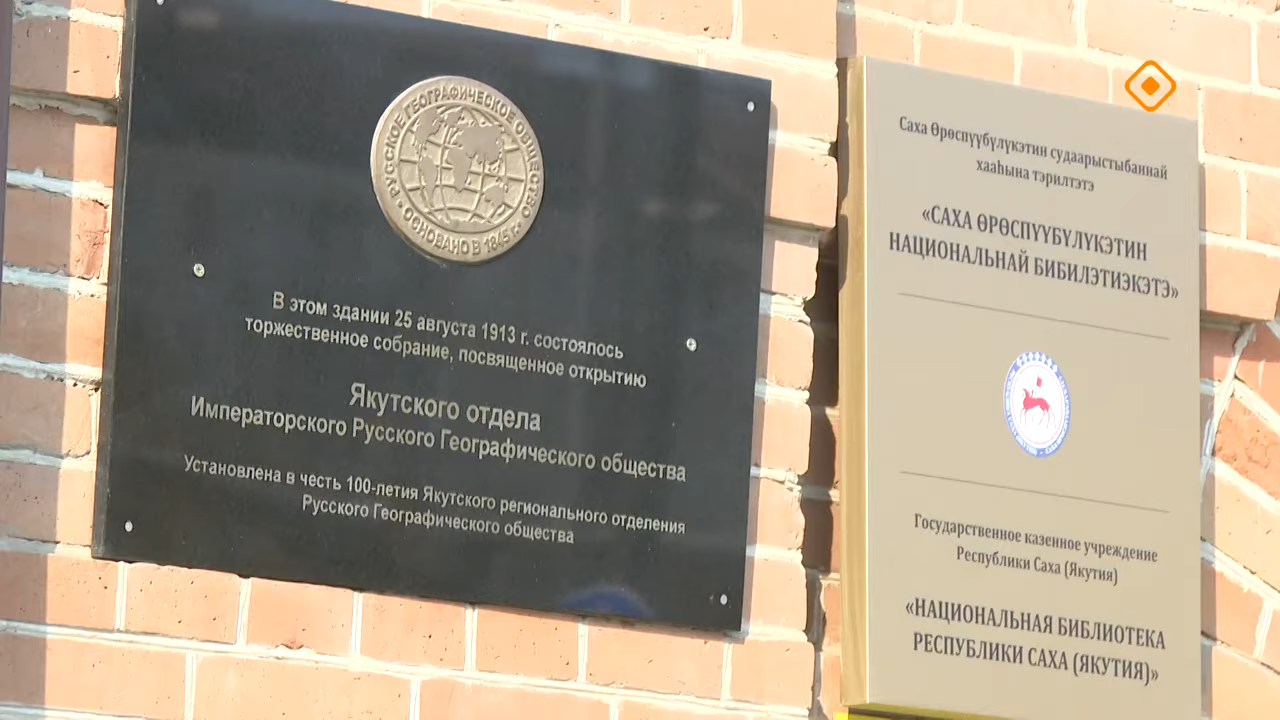 РУССКОЕ ГЕОГРАФИЧЕСКОЕ ОБЩЕСТВО
ОСНОВАНО В 1845 г.
В этом здании 25 августа 1913 г. состоялось
торжественное собрание, посвященное открытию
Якутского отдела
Императорского Русского Географического общества
Установлена в честь 100-летия Якутского регионального отделения
Русского Географического общества
Саха Өрөспүүбүлүкэтин судаарыстыбаннай
хааһына тэрилтэтэ
«САХА ӨРӨСПҮҮБҮЛҮКЭТИН
НАЦИОНАЛЬНАЙ БИБИЛЭТИЭКЭТЭ»
Государственное казенное учреждение
Республики Саха (Якутия)
«НАЦИОНАЛЬНАЯ БИБЛИОТЕКА
РЕСПУБЛИКИ САХА (ЯКУТИЯ)»